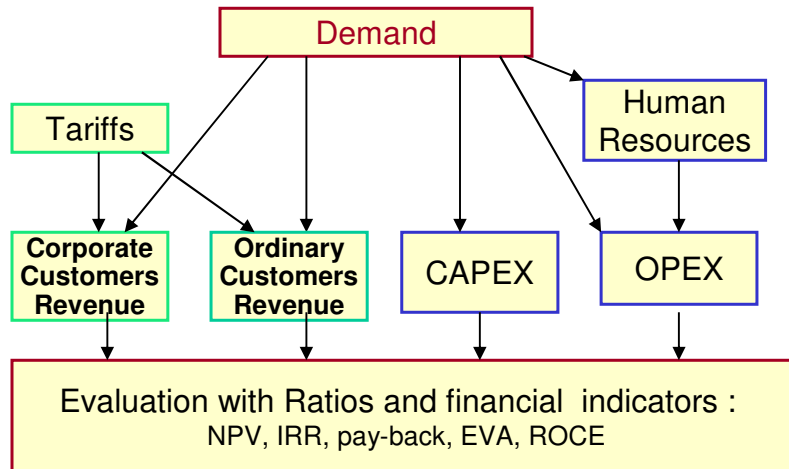 Demand
Tariffs
Human
Resources
Corporate
Customers
Revenue
Ordinary
Customers
Revenue
CAPEX
OPEX
Evaluation with Ratios and financial indicators :
NPV, IRR, pay-back, EVA, ROCE